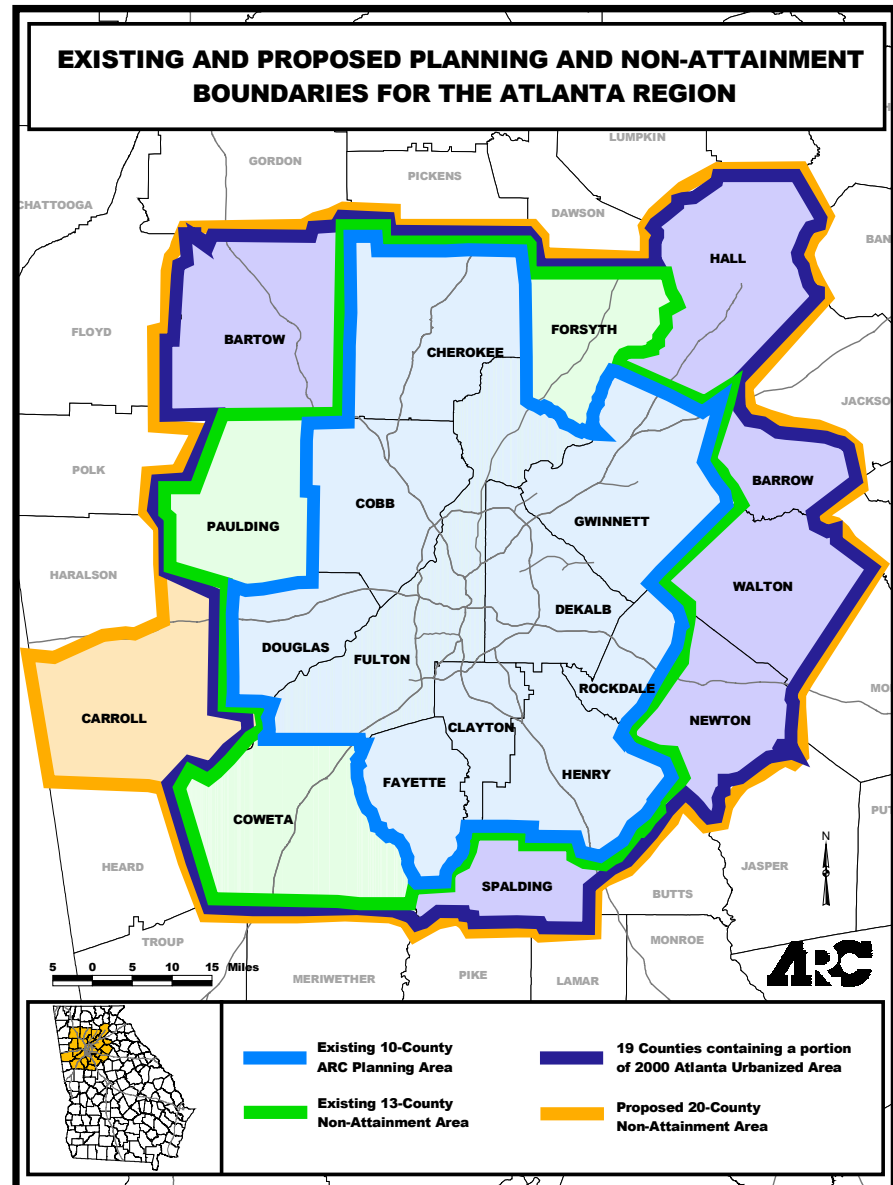 EXISTING AND PROPOSED PLANNING AND NON-ATTAINMENT
BOUNDARIES FOR THE ATLANTA REGION
LUMPKIN
GORDON
PICKENS
CHATTOOGA
DAWSON
BAN
HALL
FLOYD
FORSYTH
BARTOW
CHEROKEE
JACKSO
POLK
BARROW
COBB
GWINNETT
PAULDING
HARALSON
WALTON
DEKALB
DOUGLAS
FULTON
ROCKDALE
MO
CARROLL
NEWTON
CLAYTON
HENRY
FAYETTE
PUT
COWETA
N
HEARD
JASPER
SPALDING
BUTTS
TROUP
MONROE
5 0 5 10 15 Miles
MERIWETHER
PIKE
LAMAR
ARC
Existing 10-County
ARC Planning Area
19 Counties containing a portion
of 2000 Atlanta Urbanized Area
Existing 13-County
Non-Attainment Area
Proposed 20-County
Non-Attainment Area